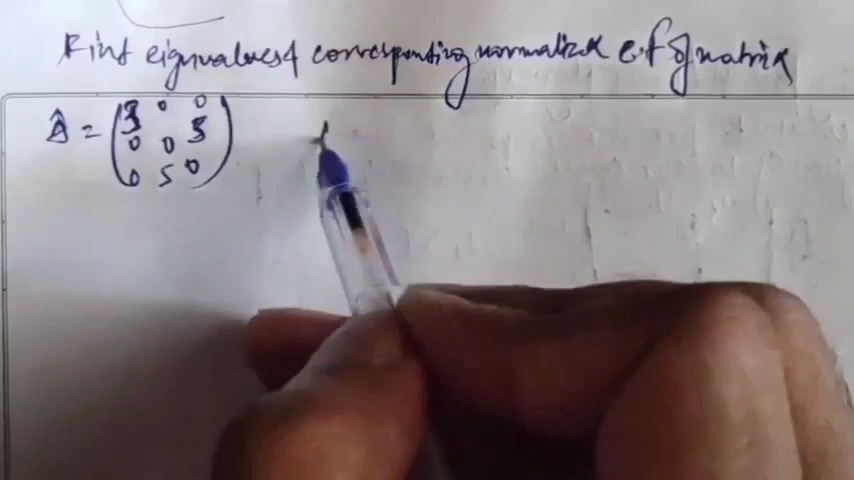 Find eigenvalues & corresponding normalized e.f of matrix
Â = (3 0 0
0 0 5
0 5 0)